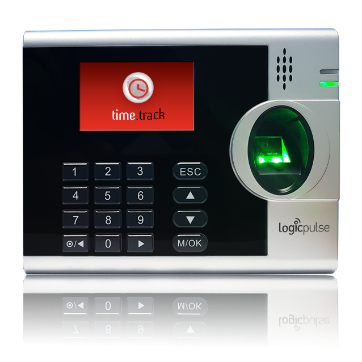 time track
1 2 3 ESC
4 5 6 ▲
7 8 9 ▼
⊙/◀ 0 ▶ M/OK
logicpulse